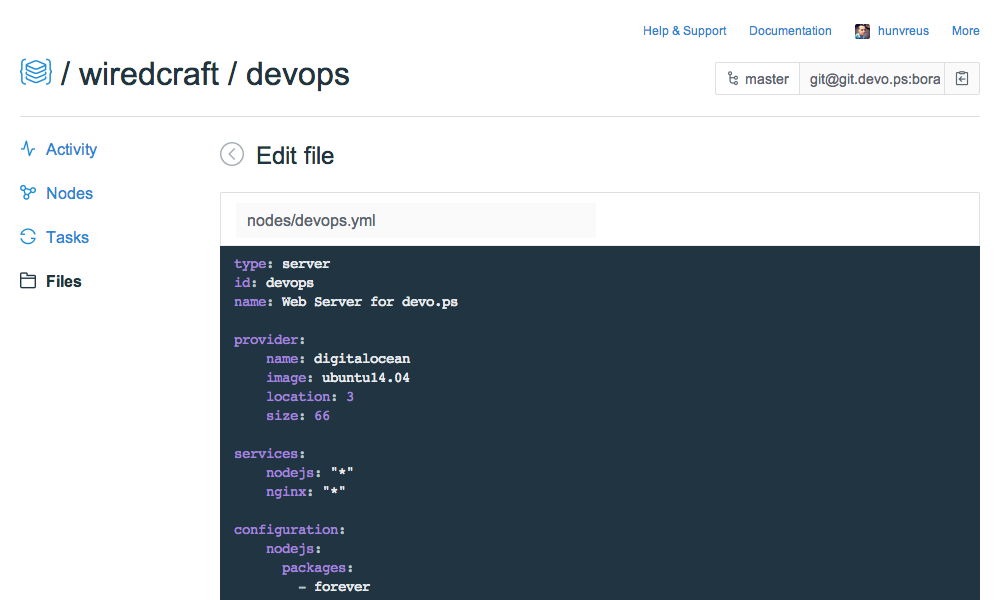 Help & Support Documentation hunvreus More
/ wiredcraft / devops
master git@git.devo.ps:bora
Activity
Nodes
Tasks
Files
Edit file
nodes/devops.yml
type: server
id: devops
name: Web Server for devo.ps
provider:
    name: digitalocean
    image: ubuntu14.04
    location: 3
    size: 66
services:
    nodejs: "*"
    nginx: "*"
configuration:
    nodejs:
      packages:
        - forever